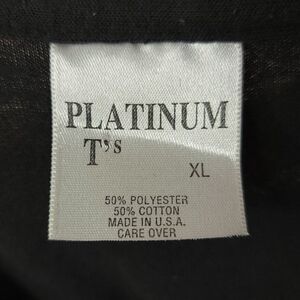 PLATINUM
T's
XL
50% POLYESTER
50% COTTON
MADE IN U.S.A.
CARE OVER